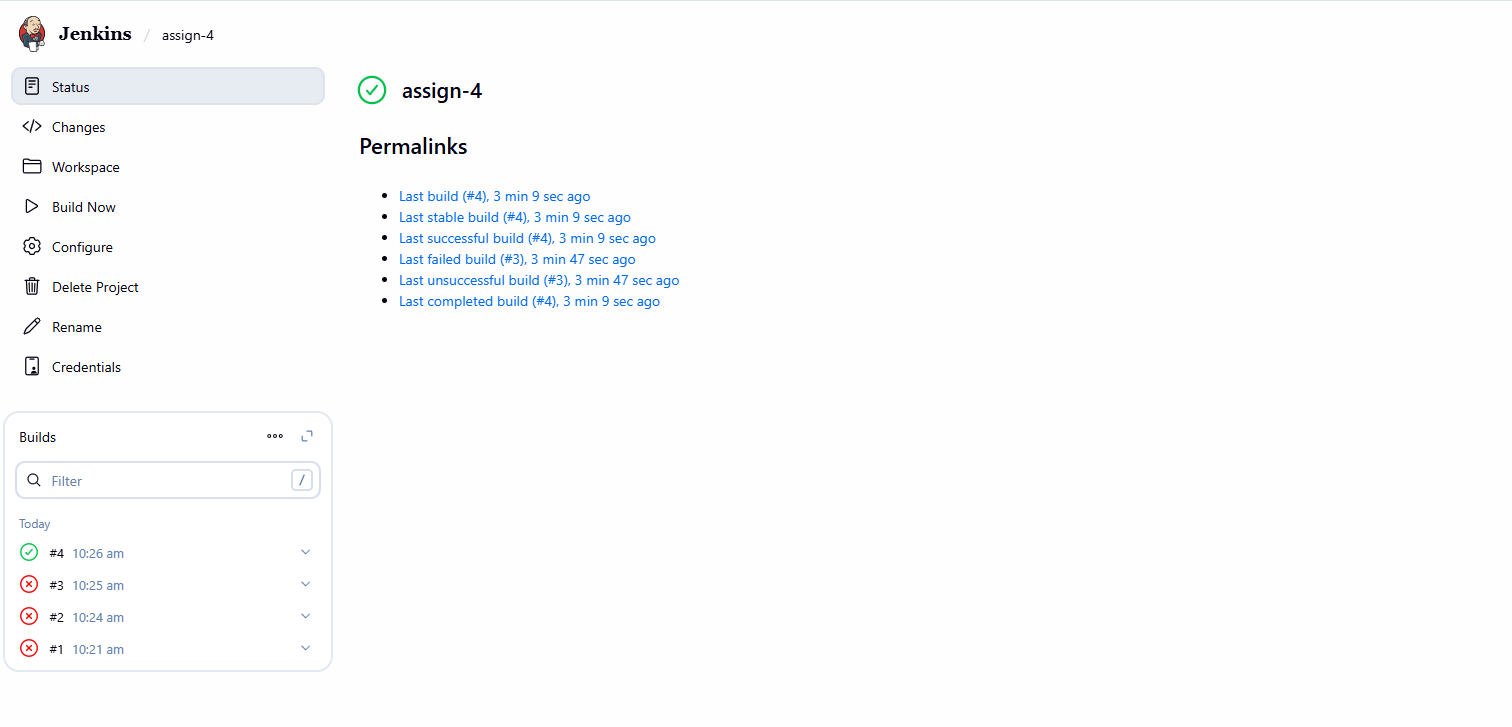 Jenkins / assign-4
Status
Changes
Workspace
Build Now
Configure
Delete Project
Rename
Credentials
Builds
Filter /
Today
#4 10:26 am
#3 10:25 am
#2 10:24 am
#1 10:21 am
assign-4
Permalinks
Last build (#4), 3 min 9 sec ago
Last stable build (#4), 3 min 9 sec ago
Last successful build (#4), 3 min 9 sec ago
Last failed build (#3), 3 min 47 sec ago
Last unsuccessful build (#3), 3 min 47 sec ago
Last completed build (#4), 3 min 9 sec ago